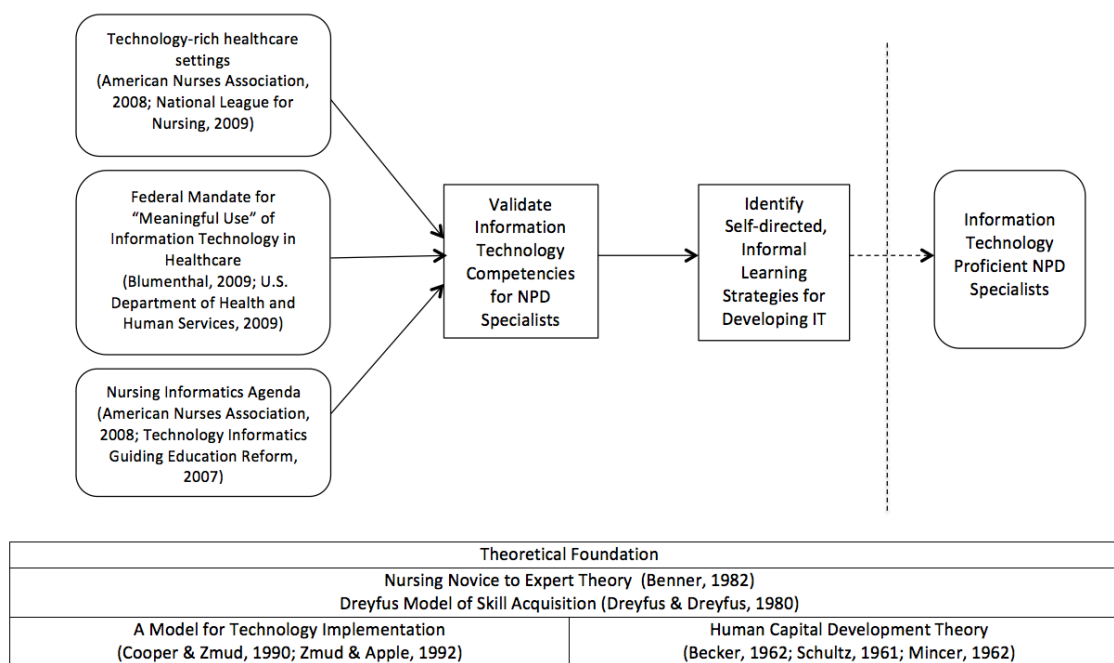 Technology-rich healthcare
settings
(American Nurses Association,
2008; National League for
Nursing, 2009)
Federal Mandate for
“Meaningful Use” of
Information Technology in
Healthcare
(Blumenthal, 2009; U.S.
Department of Health and
Human Services, 2009)
Nursing Informatics Agenda
(American Nurses Association,
2008; Technology Informatics
Guiding Education Reform,
2007)
Validate
Information
Technology
Competencies
for NPD
Specialists
Identify
Self-directed,
Informal
Learning
Strategies for
Developing IT
Information
Technology
Proficient NPD
Specialists
Theoretical Foundation
Nursing Novice to Expert Theory (Benner, 1982)
Dreyfus Model of Skill Acquisition (Dreyfus & Dreyfus, 1980)
A Model for Technology Implementation
(Cooper & Zmud, 1990; Zmud & Apple, 1992)
Human Capital Development Theory
(Becker, 1962; Schultz, 1961; Mincer, 1962)